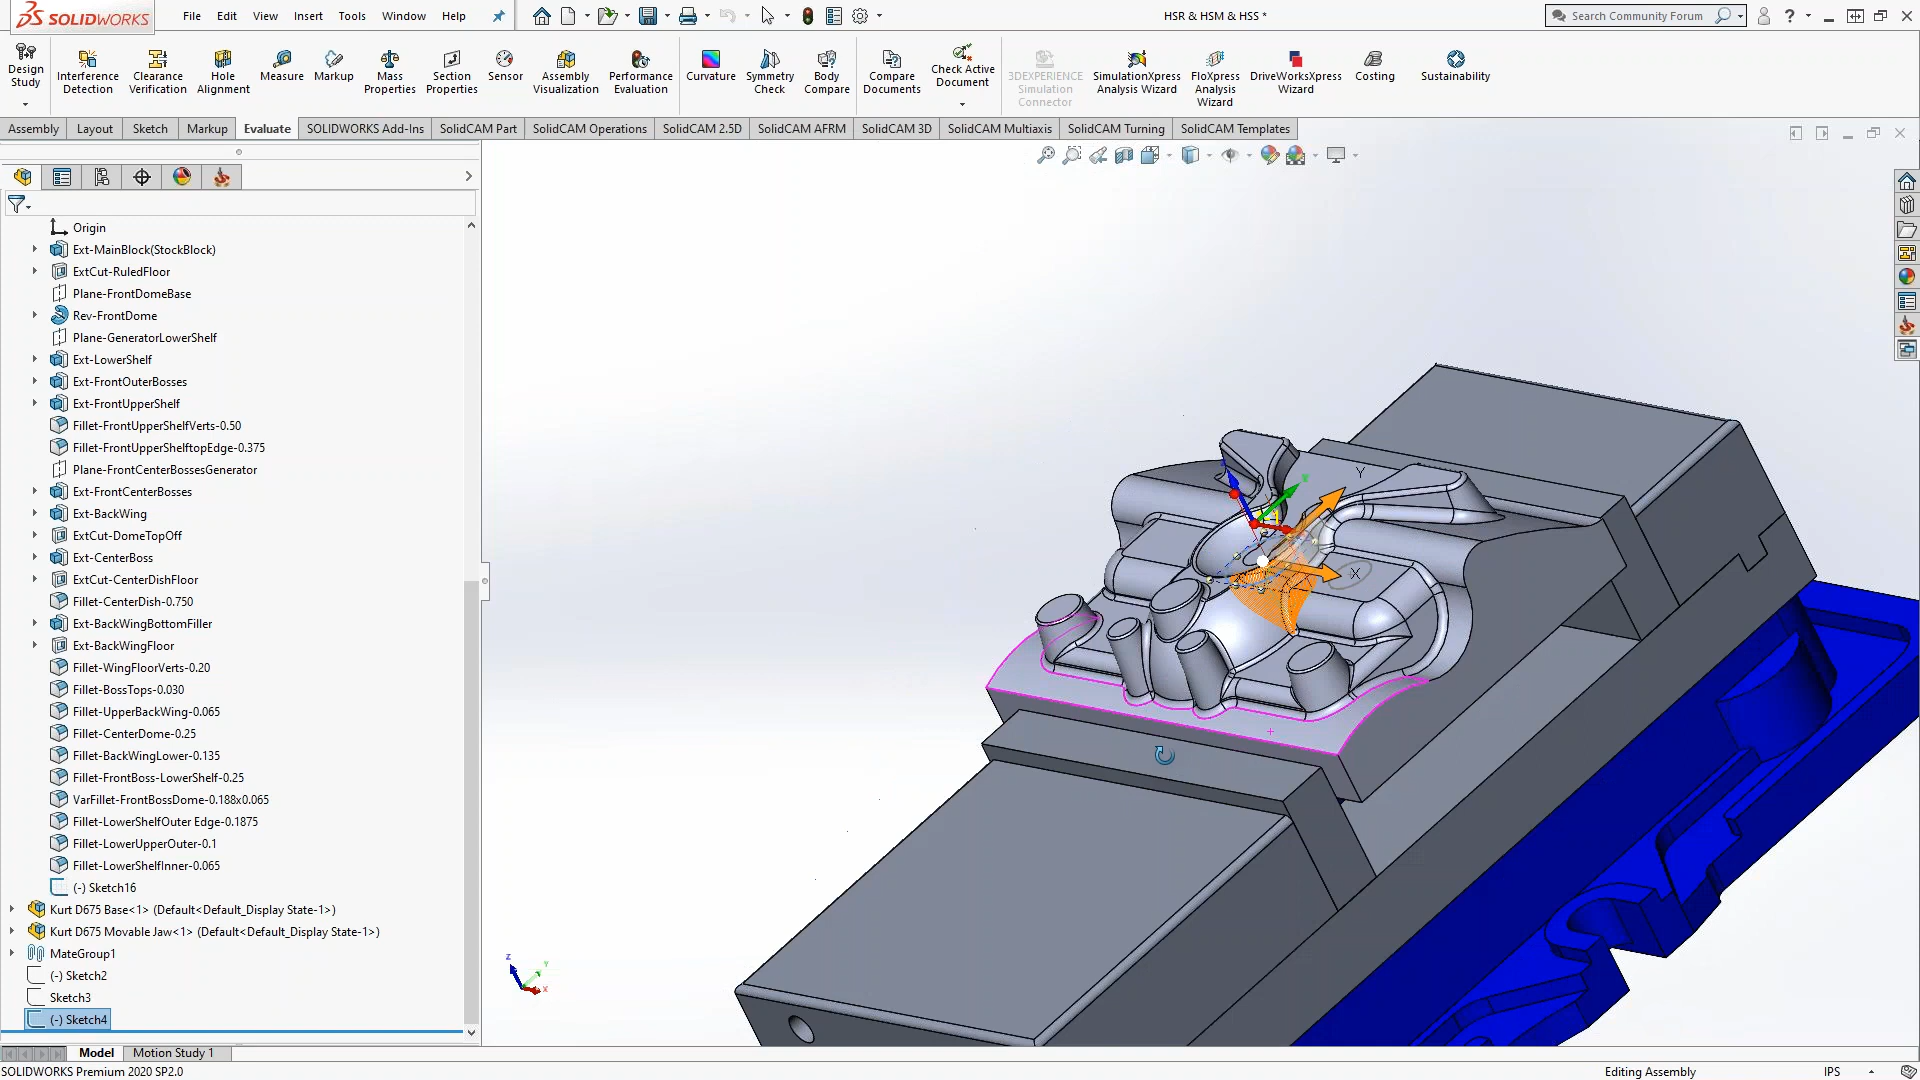 SOLIDWORKS
File Edit View Insert Tools Window Help
HSR & HSM & HSS *
Search Community Forum
Design Study
Interference Detection
Clearance Verification
Hole Alignment
Measure
Markup
Mass Properties
Section Properties
Sensor
Assembly Visualization
Performance Evaluation
Curvature
Symmetry Check
Body Compare
Compare Documents
Check Active Document
3DEXPERIENCE Simulation Connector
SimulationXpress Analysis Wizard
FloXpress Analysis Wizard
DriveWorksXpress Wizard
Costing
Sustainability
Assembly Layout Sketch Markup Evaluate SOLIDWORKS Add-Ins SolidCAM Part SolidCAM Operations SolidCAM 2.5D SolidCAM AFRM SolidCAM 3D SolidCAM Multiaxis SolidCAM Turning SolidCAM Templates
Origin
Ext-MainBlock(StockBlock)
ExtCut-RuledFloor
Plane-FrontDomeBase
Rev-FrontDome
Plane-GeneratorLowerShelf
Ext-LowerShelf
Ext-FrontOuterBosses
Ext-FrontUpperShelf
Fillet-FrontUpperShelfVerts-0.50
Fillet-FrontUpperShelftopEdge-0.375
Plane-FrontCenterBossesGenerator
Ext-FrontCenterBosses
Ext-BackWing
ExtCut-DomeTopOff
Ext-CenterBoss
ExtCut-CenterDishFloor
Fillet-CenterDish-0.750
Ext-BackWingBottomFiller
Ext-BackWingFloor
Fillet-WingFloorVerts-0.20
Fillet-BossTops-0.030
Fillet-UpperBackWing-0.065
Fillet-CenterDome-0.25
Fillet-BackWingLower-0.135
Fillet-FrontBoss-LowerShelf-0.25
VarFillet-FrontBossDome-0.188x0.065
Fillet-LowerShelfOuter Edge-0.1875
Fillet-LowerUpperOuter-0.1
Fillet-LowerShelfInner-0.065
(-) Sketch16
Kurt D675 Base<1> (Default<Default_Display State-1>)
Kurt D675 Movable Jaw<1> (Default<Default_Display State-1>)
MateGroup1
(-) Sketch2
Sketch3
(-) Sketch4
Y
X
Z
Y
X
Model Motion Study 1
SOLIDWORKS Premium 2020 SP2.0
Editing Assembly
IPS